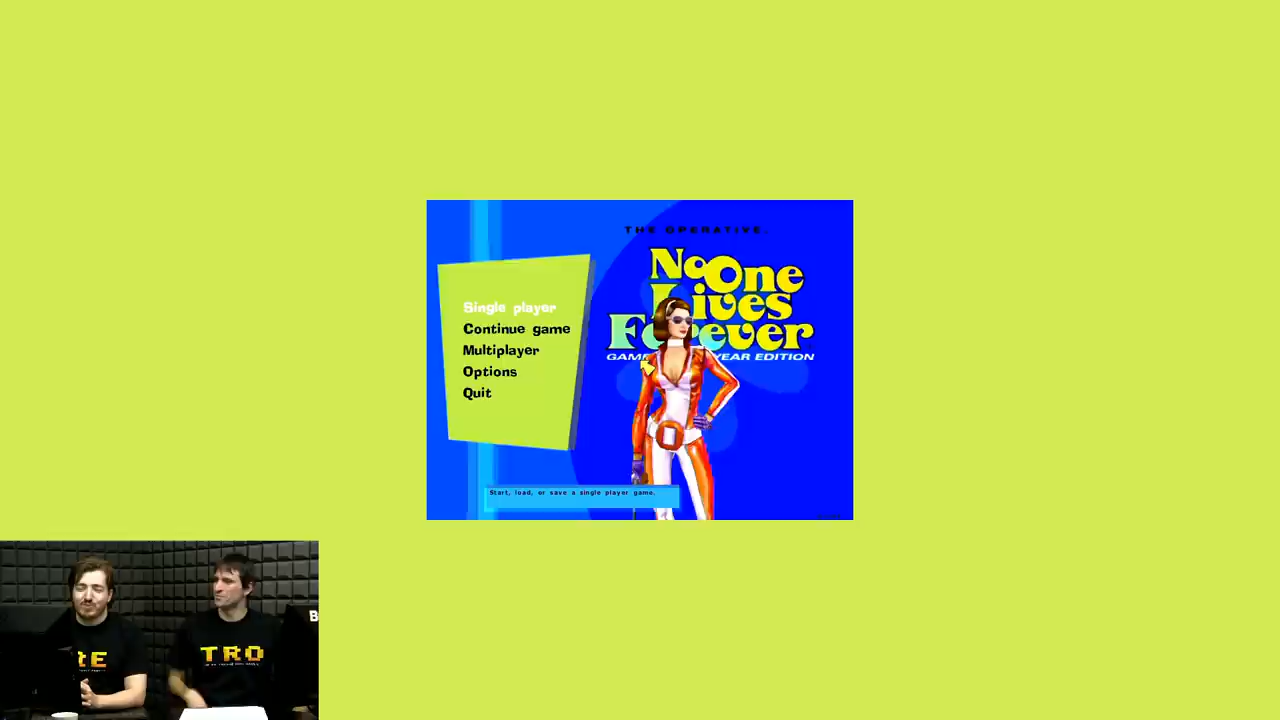 THE OPERATIVE:
No One
Lives
Forever
YEAR EDITION
Single player
Continue game
Multiplayer
Options
Quit
Start, load, or save a single player game.
RE
TRO
B